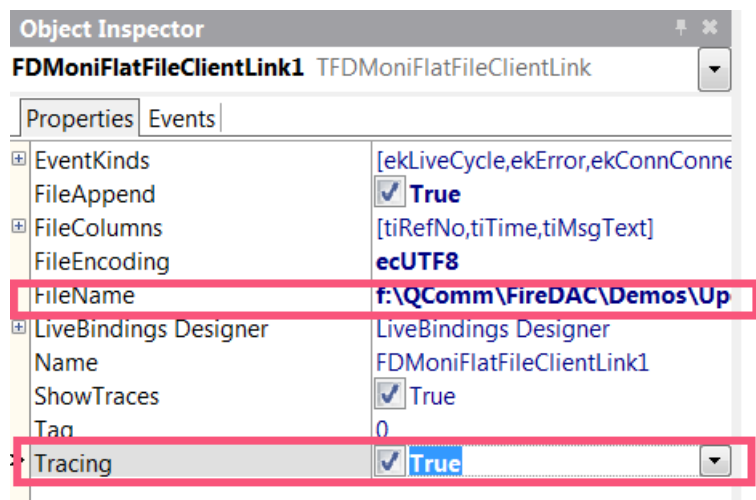 Object Inspector
FDMoniFlatFileClientLink1 TFDMoniFlatFileClientLink
Properties Events
EventKinds [ekLiveCycle,ekError,ekConnConne
FileAppend True
FileColumns [tiRefNo,tiTime,tiMsgText]
FileEncoding ecUTF8
FileName f:\QComm\FireDAC\Demos\Up
LiveBindings Designer LiveBindings Designer
Name FDMoniFlatFileClientLink1
ShowTraces True
Tag 0
Tracing True